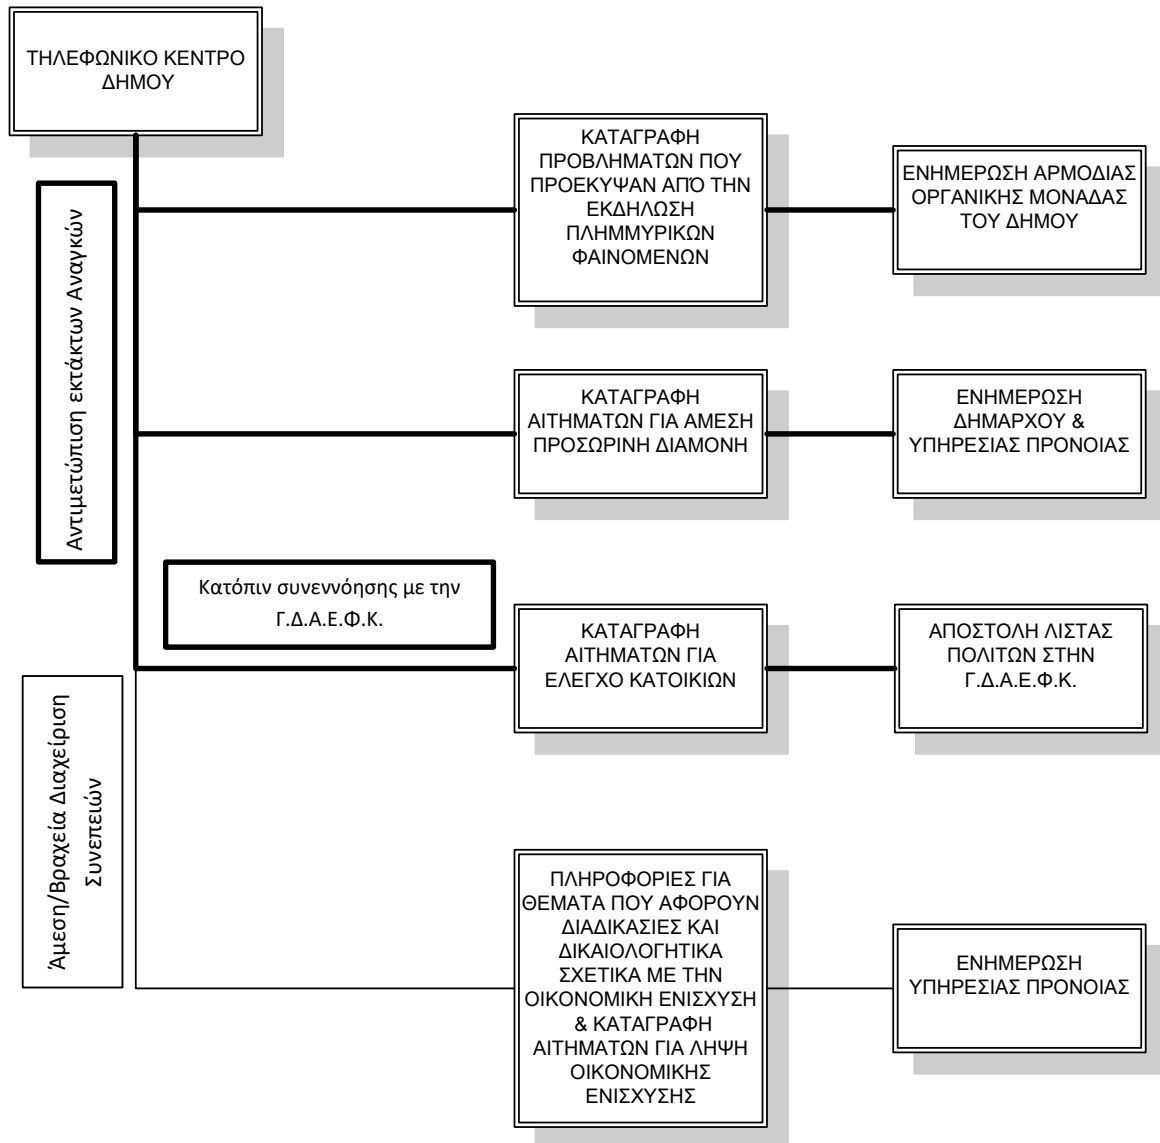 ΤΗΛΕΦΩΝΙΚΟ ΚΕΝΤΡΟ
ΔΗΜΟΥ
ΚΑΤΑΓΡΑΦΗ
ΠΡΟΒΛΗΜΑΤΩΝ ΠΟΥ
ΠΡΟΕΚΥΨΑΝ ΑΠΌ ΤΗΝ
ΕΚΔΗΛΩΣΗ
ΠΛΗΜΜΥΡΙΚΩΝ
ΦΑΙΝΟΜΕΝΩΝ
ΕΝΗΜΕΡΩΣΗ ΑΡΜΟΔΙΑΣ
ΟΡΓΑΝΙΚΗΣ ΜΟΝΑΔΑΣ
ΤΟΥ ΔΗΜΟΥ
Αντιμετώπιση εκτάκτων Αναγκών
ΚΑΤΑΓΡΑΦΗ
ΑΙΤΗΜΑΤΩΝ ΓΙΑ ΑΜΕΣΗ
ΠΡΟΣΩΡΙΝΗ ΔΙΑΜΟΝΗ
ΕΝΗΜΕΡΩΣΗ
ΔΗΜΑΡΧΟΥ &
ΥΠΗΡΕΣΙΑΣ ΠΡΟΝΟΙΑΣ
Κατόπιν συνεννόησης με την
Γ.Δ.Α.Ε.Φ.Κ.
ΚΑΤΑΓΡΑΦΗ
ΑΙΤΗΜΑΤΩΝ ΓΙΑ
ΕΛΕΓΧΟ ΚΑΤΟΙΚΙΩΝ
ΑΠΟΣΤΟΛΗ ΛΙΣΤΑΣ
ΠΟΛΙΤΩΝ ΣΤΗΝ
Γ.Δ.Α.Ε.Φ.Κ.
Άμεση/Βραχεία Διαχείριση
Συνεπειών
ΠΛΗΡΟΦΟΡΙΕΣ ΓΙΑ
ΘΕΜΑΤΑ ΠΟΥ ΑΦΟΡΟΥΝ
ΔΙΑΔΙΚΑΣΙΕΣ ΚΑΙ
ΔΙΚΑΙΟΛΟΓΗΤΙΚΑ
ΣΧΕΤΙΚΑ ΜΕ ΤΗΝ
ΟΙΚΟΝΟΜΙΚΗ ΕΝΙΣΧΥΣΗ
& ΚΑΤΑΓΡΑΦΗ
ΑΙΤΗΜΑΤΩΝ ΓΙΑ ΛΗΨΗ
ΟΙΚΟΝΟΜΙΚΗΣ
ΕΝΙΣΧΥΣΗΣ
ΕΝΗΜΕΡΩΣΗ
ΥΠΗΡΕΣΙΑΣ ΠΡΟΝΟΙΑΣ